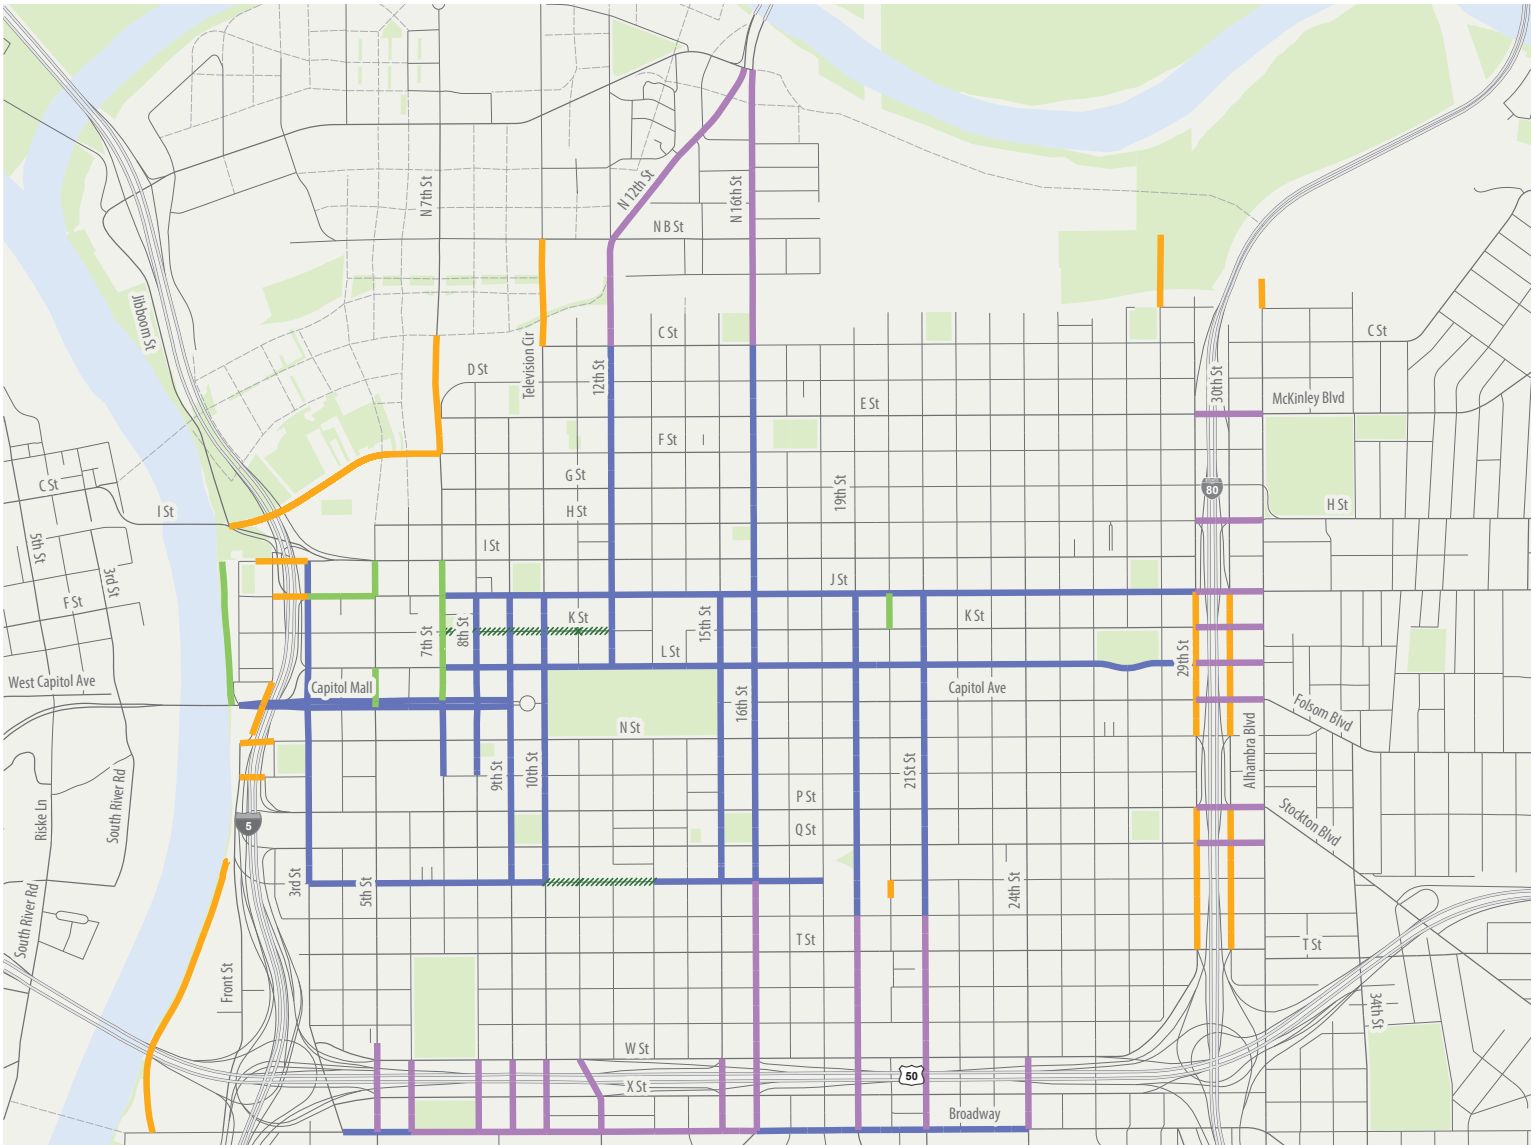 N 7th St
N 12th St
N 16th St
N B St
Jibboom St
C St
Television Cir
12th St
D St
C St
30th St
McKinley Blvd
E St
F St
G St
H St
19th St
C St
I St
H St
80
5th St
3rd St
F St
I St
J St
K St
7th St
8th St
15th St
K St
L St
29th St
West Capitol Ave
Capitol Mall
Capitol Ave
16th St
N St
Folsom Blvd
Alhambra Blvd
9th St
10th St
21St St
P St
Q St
Stockton Blvd
Riske Ln
South River Rd
5
3rd St
5th St
24th St
South River Rd
T St
T St
Front St
34th St
W St
50
X St
Broadway